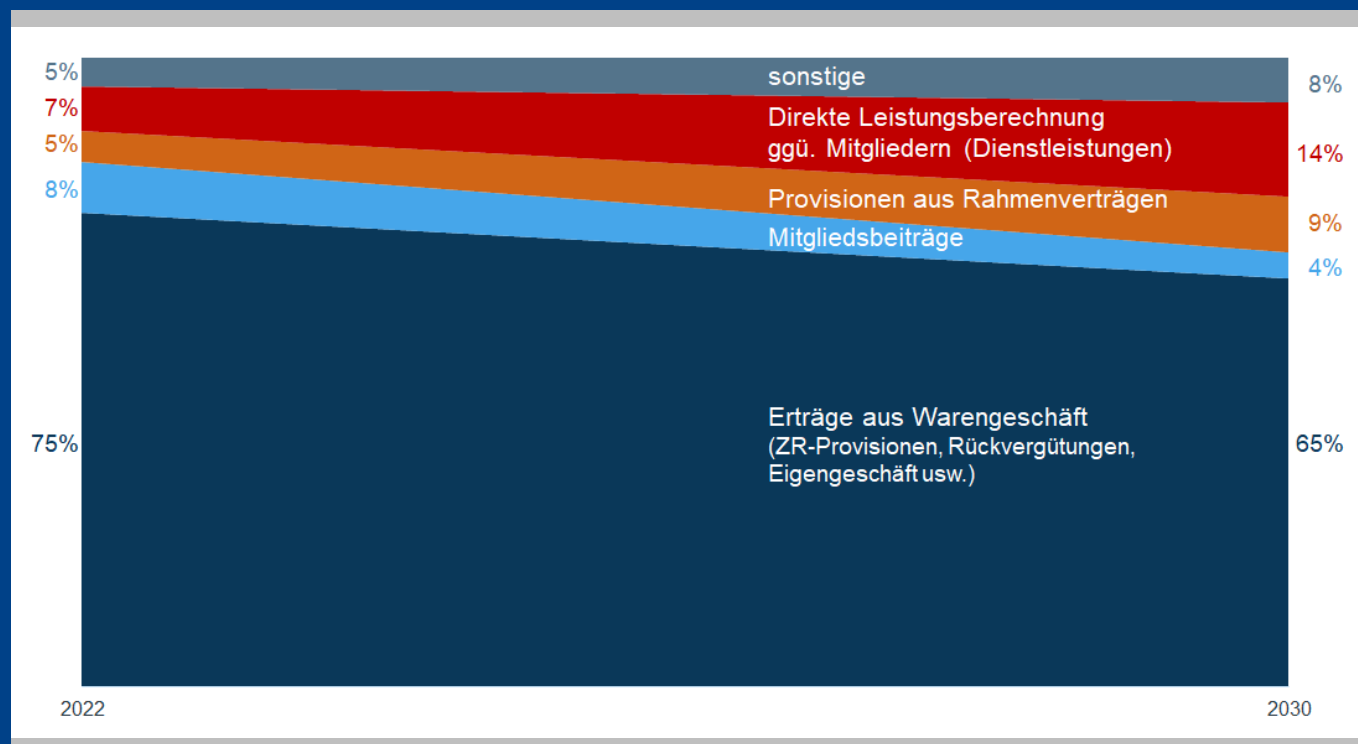 5%
7%
5%
8%
75%
sonstige
Direkte Leistungsberechnung
ggü. Mitgliedern (Dienstleistungen)
Provisionen aus Rahmenverträgen
Mitgliedsbeiträge
Erträge aus Warengeschäft
(ZR-Provisionen, Rückvergütungen,
Eigengeschäft usw.)
8%
14%
9%
4%
65%
2022
2030